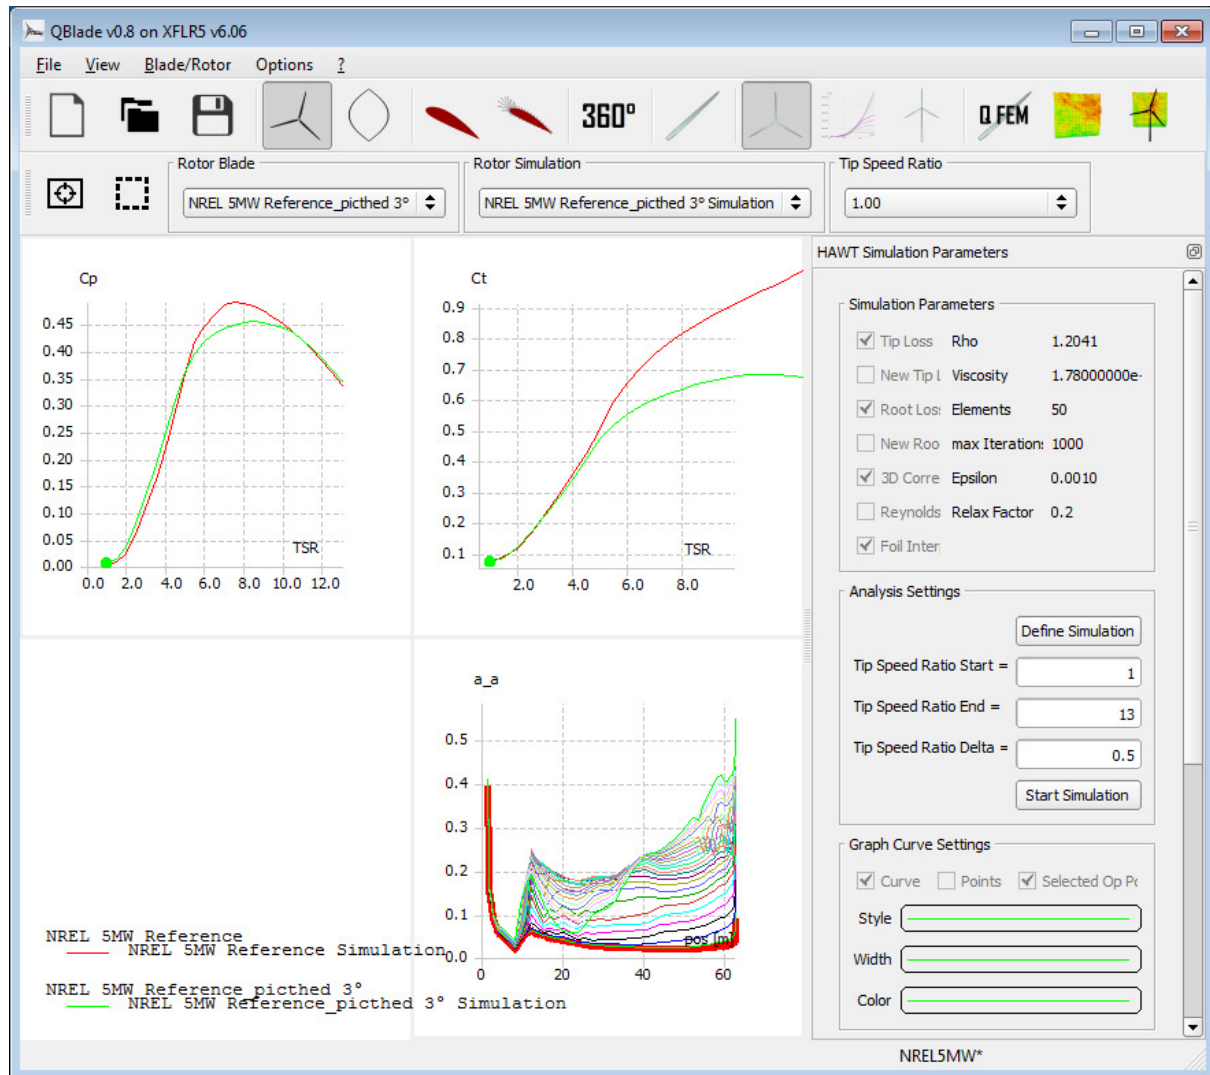 QBlade v0.8 on XFLR5 v6.06
File View Blade/Rotor Options ?
360° Q FEM
Rotor Blade Rotor Simulation Tip Speed Ratio
NREL 5MW Reference_picthed 3° NREL 5MW Reference_picthed 3° Simulation 1.00
HAWT Simulation Parameters
Cp
0.45
0.40
0.35
0.30
0.25
0.20
0.15
0.10
0.05
0.00
TSR
0.0 2.0 4.0 6.0 8.0 10.0 12.0
Ct
0.9
0.8
0.7
0.6
0.5
0.4
0.3
0.2
0.1
TSR
2.0 4.0 6.0 8.0
a_a
0.5
0.4
0.3
0.2
0.1
0.0
pos [m]
0 20 40 60
NREL 5MW Reference
NREL 5MW Reference Simulation
NREL 5MW Reference_picthed 3°
NREL 5MW Reference_picthed 3° Simulation
Simulation Parameters
Tip Loss Rho 1.2041
New Tip L Viscosity 1.78000000e-
Root Los Elements 50
New Roo max Iterations 1000
3D Corre Epsilon 0.0010
Reynolds Relax Factor 0.2
Foil Inter
Analysis Settings
Define Simulation
Tip Speed Ratio Start = 1
Tip Speed Ratio End = 13
Tip Speed Ratio Delta = 0.5
Start Simulation
Graph Curve Settings
Curve Points Selected Op Po
Style
Width
Color
NREL5MW*